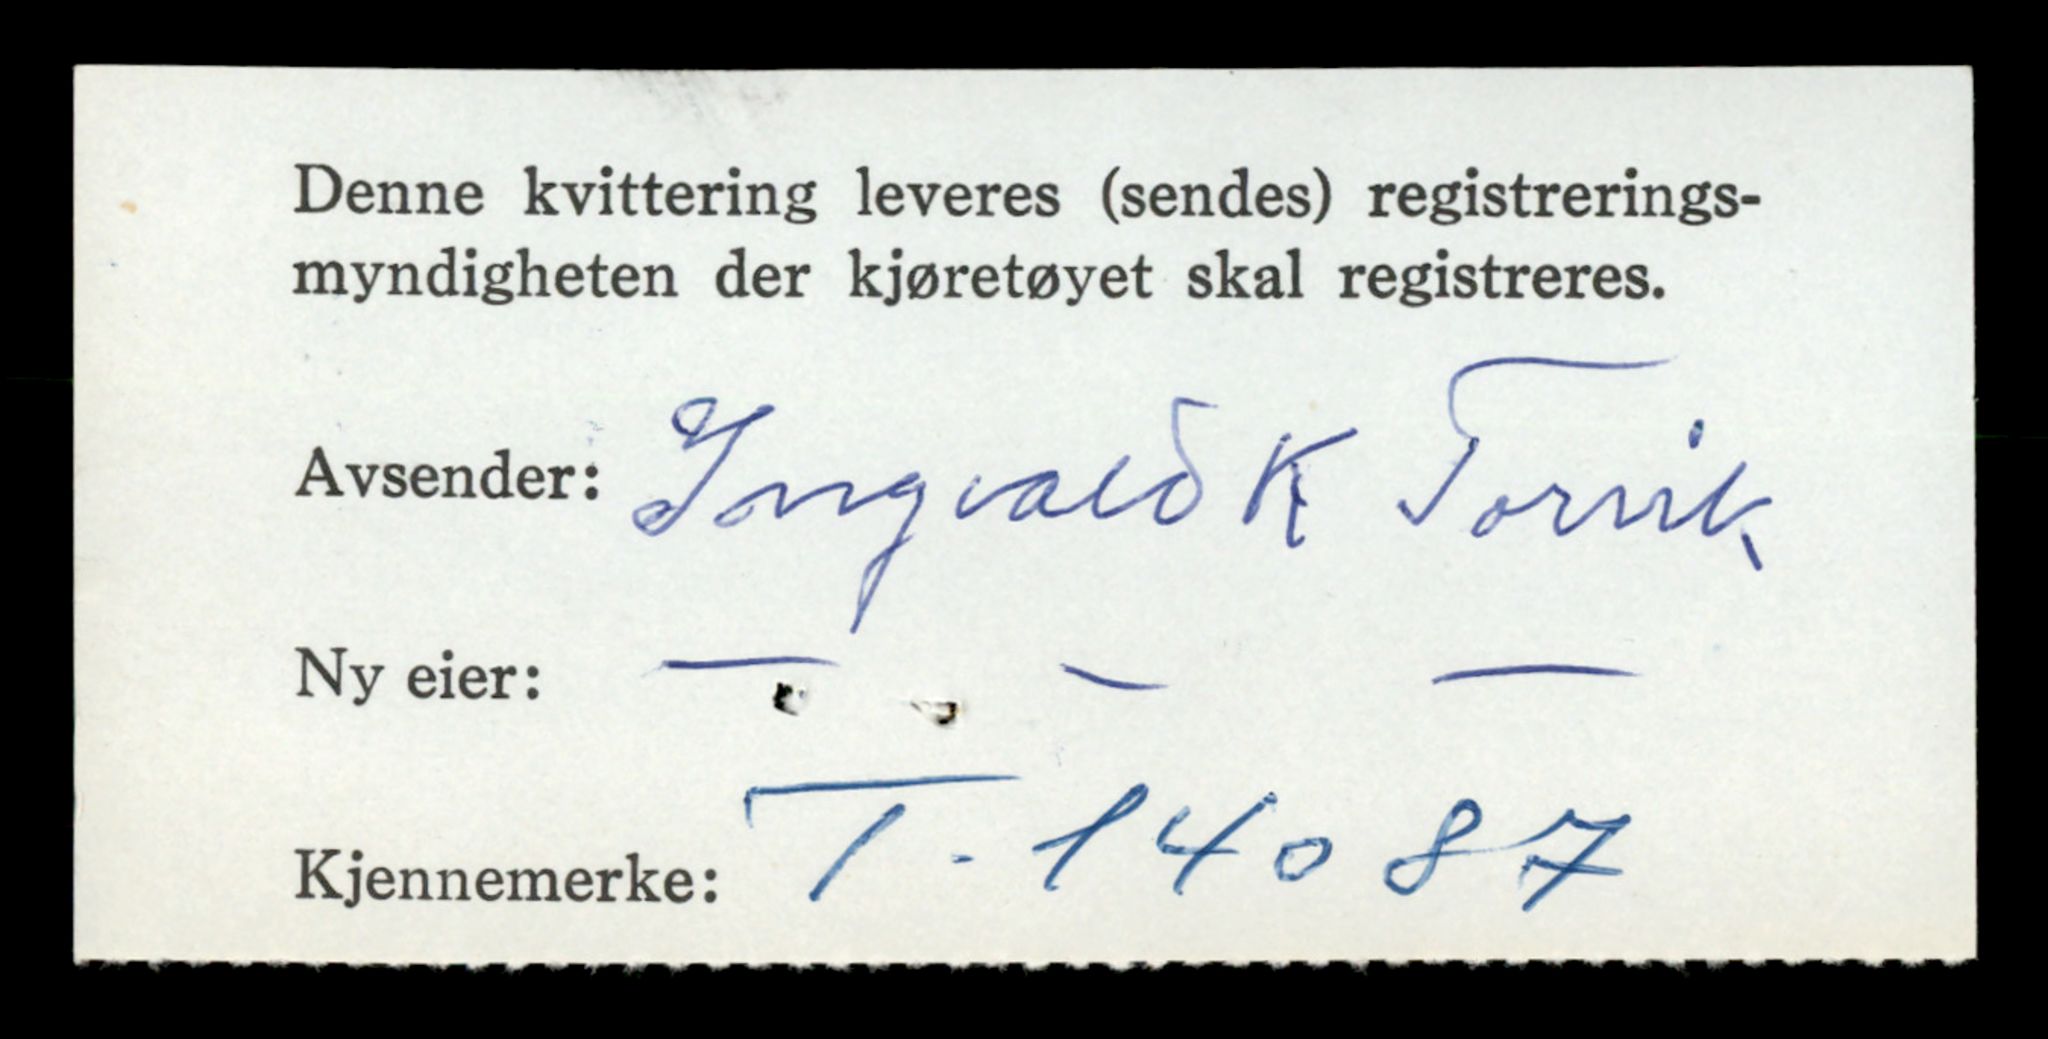 Denne kvittering leveres (sendes) registrerings-
myndigheten der kjøretøyet skal registreres.
Avsender: Ingvald K Torvik
Ny eier: — — —
Kjennemerke: T-14087